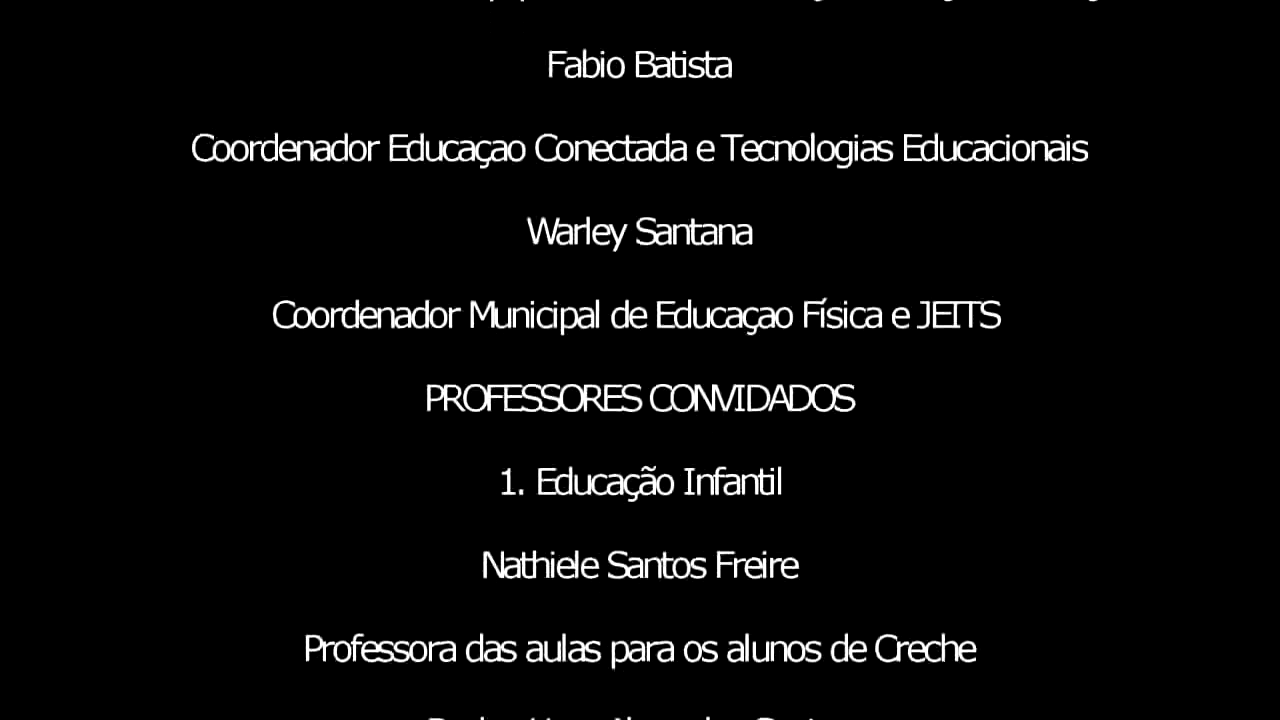 Fabio Batista
Coordenador Educaçao Conectada e Tecnologias Educacionais
Warley Santana
Coordenador Municipal de Educaçao Física e JEITS
PROFESSORES CONVIDADOS
1. Educação Infantil
Nathiele Santos Freire
Professora das aulas para os alunos de Creche